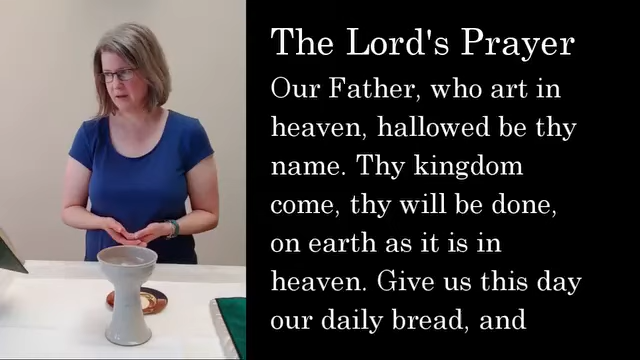 The Lord's Prayer
Our Father, who art in
heaven, hallowed be thy
name. Thy kingdom
come, thy will be done,
on earth as it is in
heaven. Give us this day
our daily bread, and